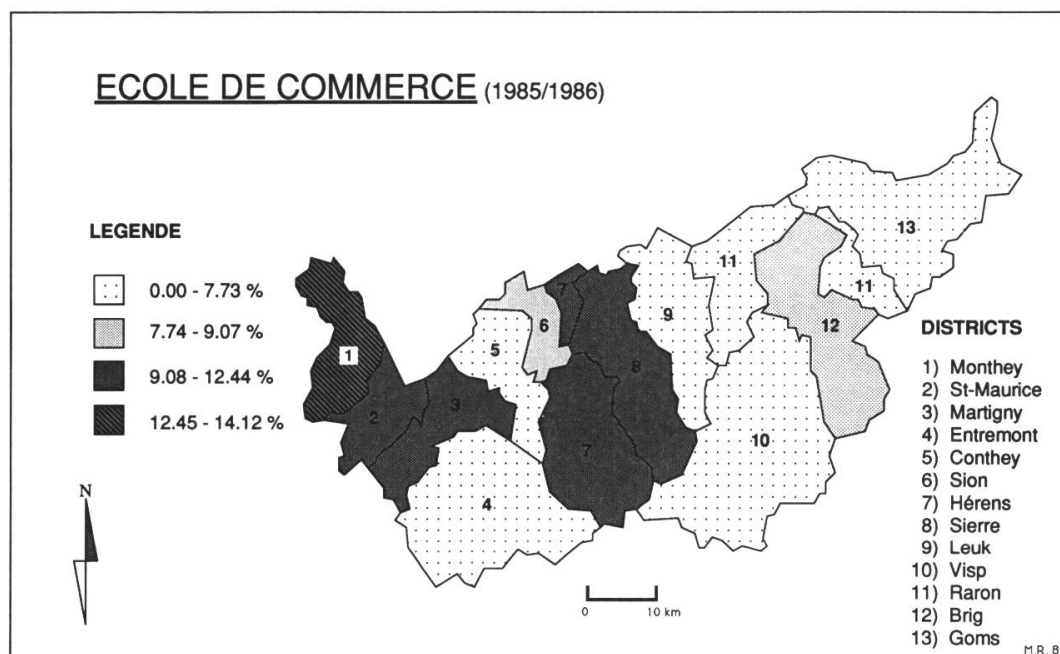 ECOLE DE COMMERCE (1985/1986)
LEGENDE
0.00 - 7.73 %
7.74 - 9.07 %
9.08 - 12.44 %
12.45 - 14.12 %
N
1
2
3
4
5
6
7
7
8
9
10
11
11
12
13
0 10 km
DISTRICTS
1) Monthey
2) St-Maurice
3) Martigny
4) Entremont
5) Conthey
6) Sion
7) Hérens
8) Sierre
9) Leuk
10) Visp
11) Raron
12) Brig
13) Goms
M.R. 8